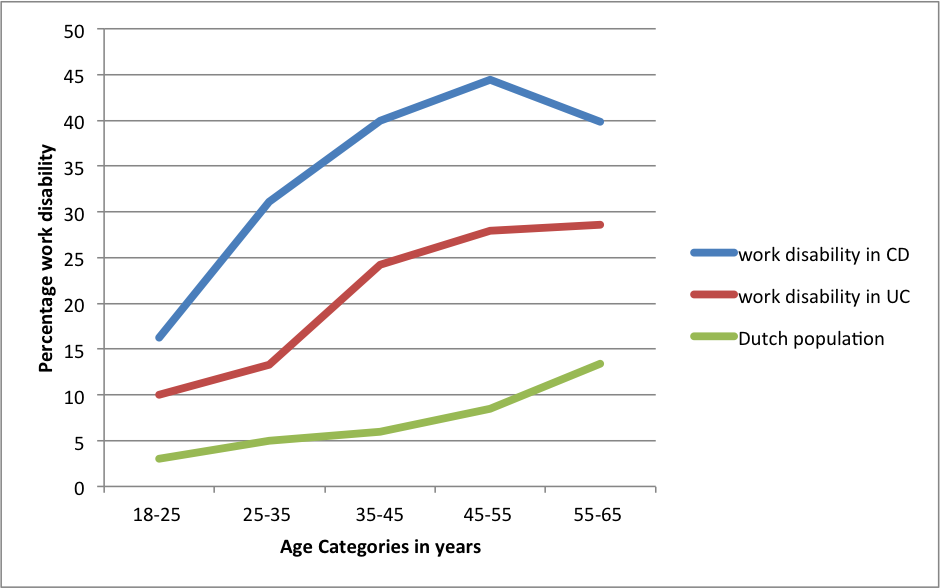 50
45
40
35
30
25
20
15
10
5
0
Percentage work disability
18-25 25-35 35-45 45-55 55-65
Age Categories in years
work disability in CD
work disability in UC
Dutch population